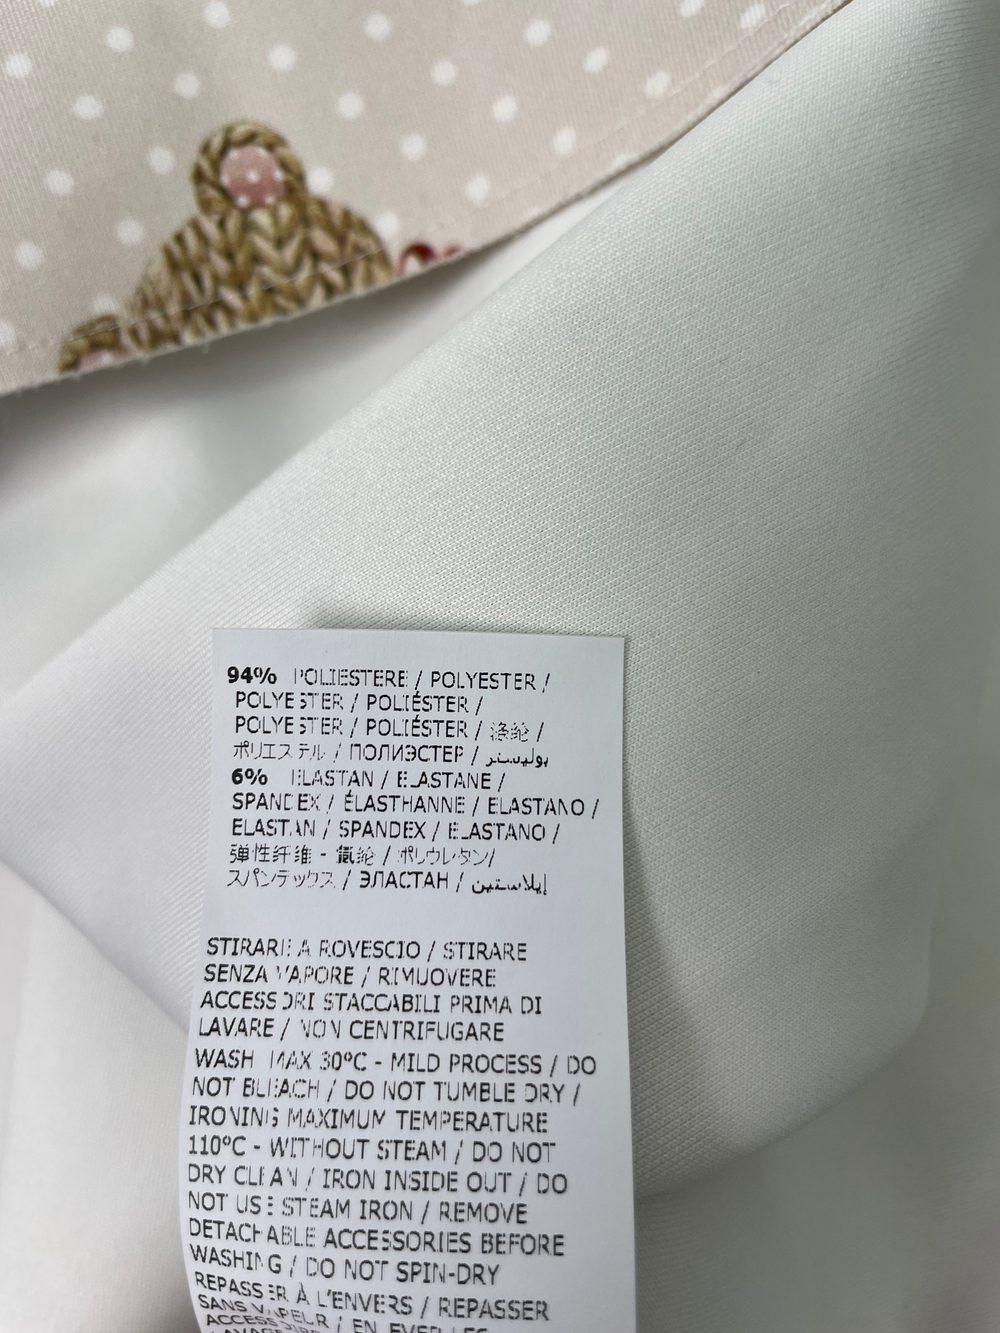 94% POLIESTERE / POLYESTER /
POLYESTER / POLIÉSTER /
POLYESTER / POLIÉSTER / 涤纶 /
ポリエステル / ПОЛИЭСТЕР / بوليستر
6% ELASTAN / ELASTANE /
SPANDEX / ÉLASTHANNE / ELASTANO /
ELASTAN / SPANDEX / ELASTANO /
弹性纤维 - 氨纶 / ポリウレタン/
スパンデックス / ЭЛАСТАН / إيلاستين
STIRARE A ROVESCIO / STIRARE
SENZA VAPORE / RIMUOVERE
ACCESSORI STACCABILI PRIMA DI
LAVARE / NON CENTRIFUGARE
WASH MAX 30°C - MILD PROCESS / DO
NOT BLEACH / DO NOT TUMBLE DRY /
IRONING MAXIMUM TEMPERATURE
110°C - WITHOUT STEAM / DO NOT
DRY CLEAN / IRON INSIDE OUT / DO
NOT USE STEAM IRON / REMOVE
DETACHABLE ACCESSORIES BEFORE
WASHING / DO NOT SPIN-DRY
REPASSER À L'ENVERS / REPASSER
SANS VAPEUR / EN